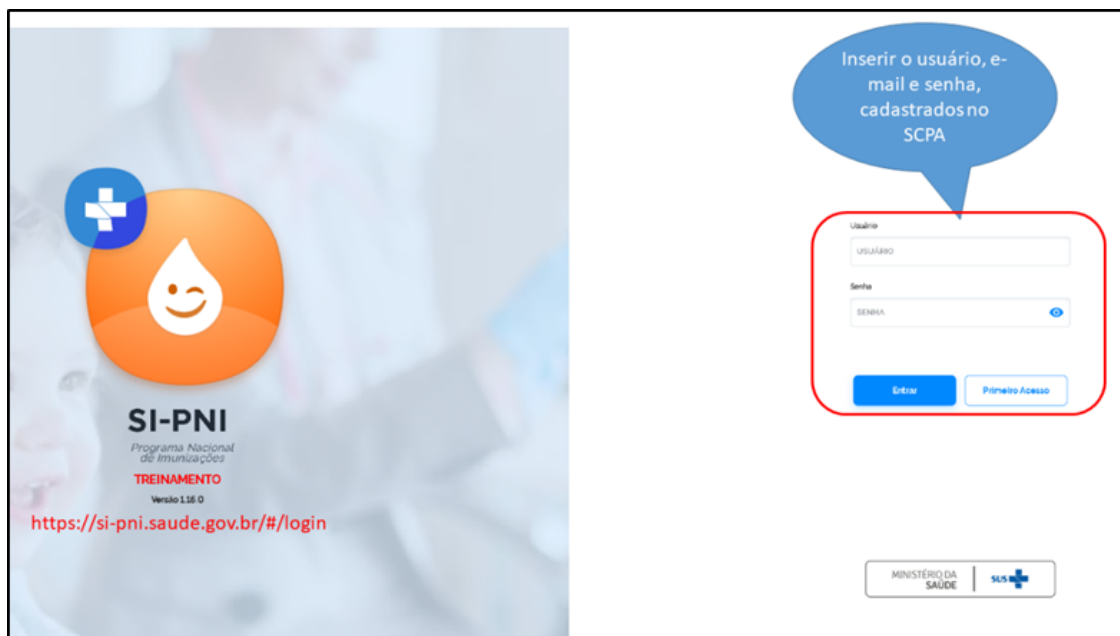 SI-PNI
Programa Nacional
de Imunizações
TREINAMENTO
Versão 1.16.0
https://si-pni.saude.gov.br/#/login
Inserir o usuário, e-
mail e senha,
cadastrados no
SCPA
Usuário
USUÁRIO
Senha
SENHA
Entrar
Primeiro Acesso
MINISTÉRIO DA
SAÚDE
SUS